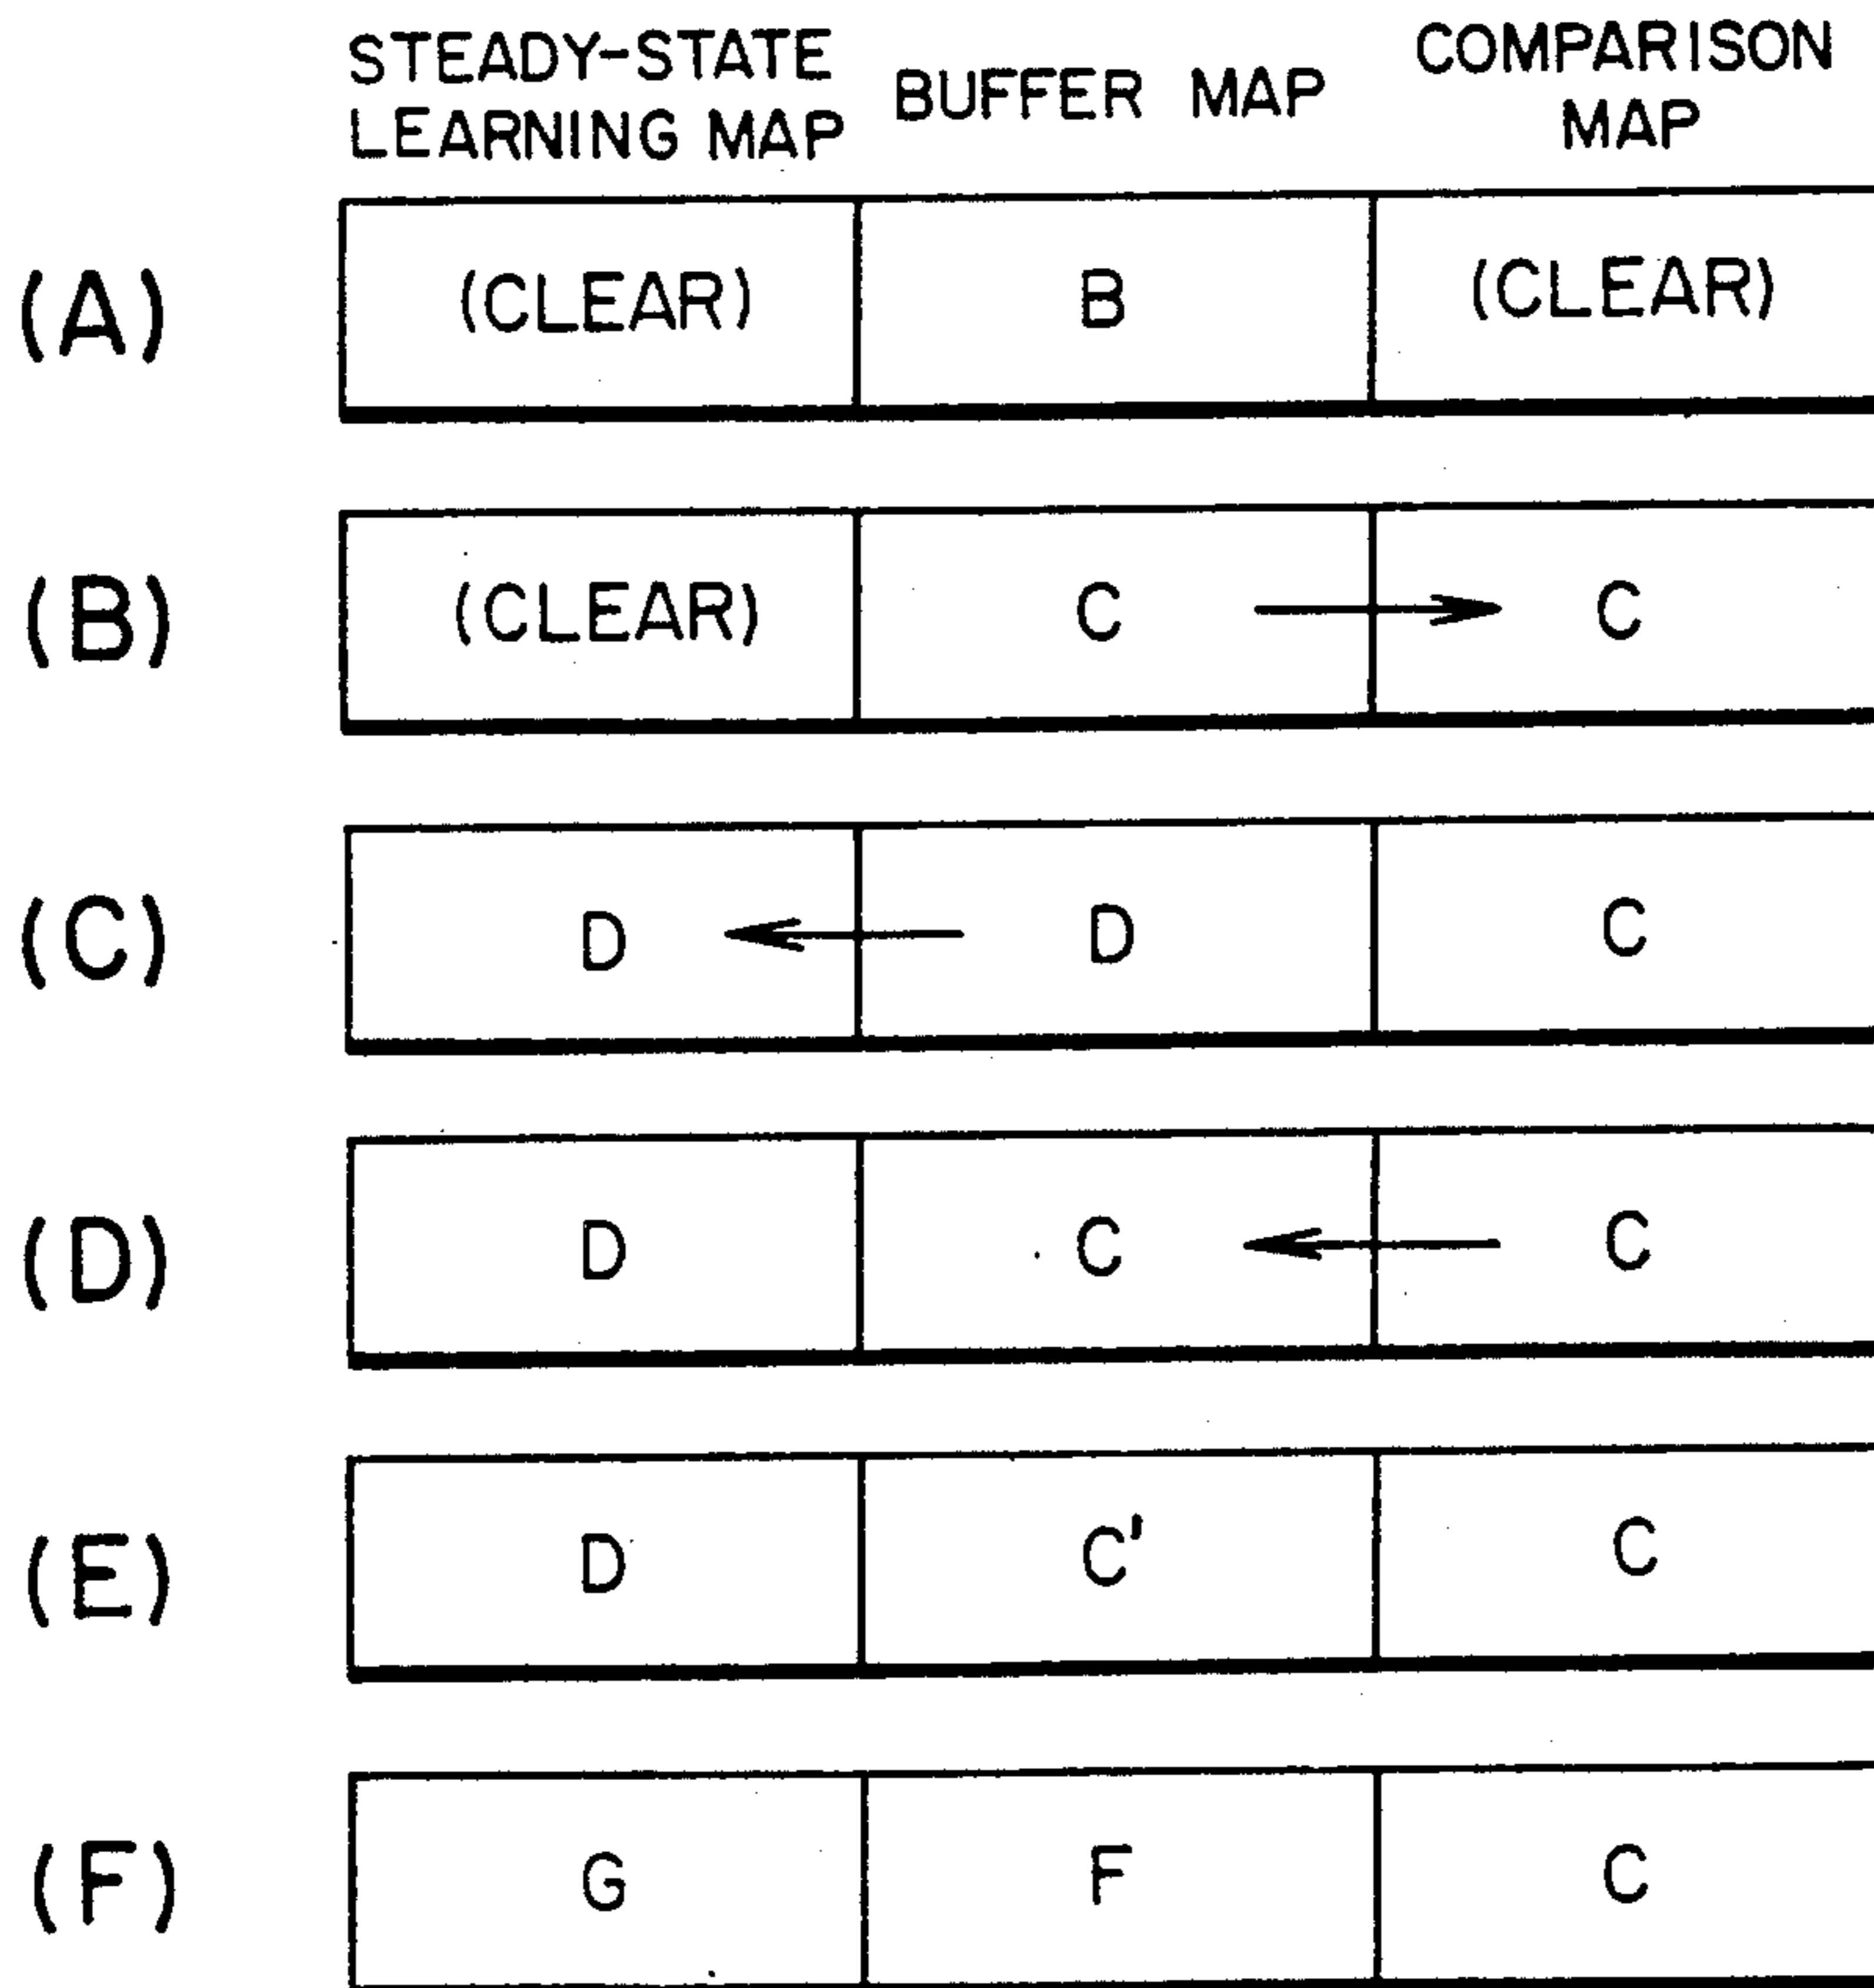 STEADY-STATE
LEARNING MAP
BUFFER MAP
COMPARISON
MAP
(A) (CLEAR) B (CLEAR)
(B) (CLEAR) C C
(C) D D C
(D) D C C
(E) D C' C
(F) G F C